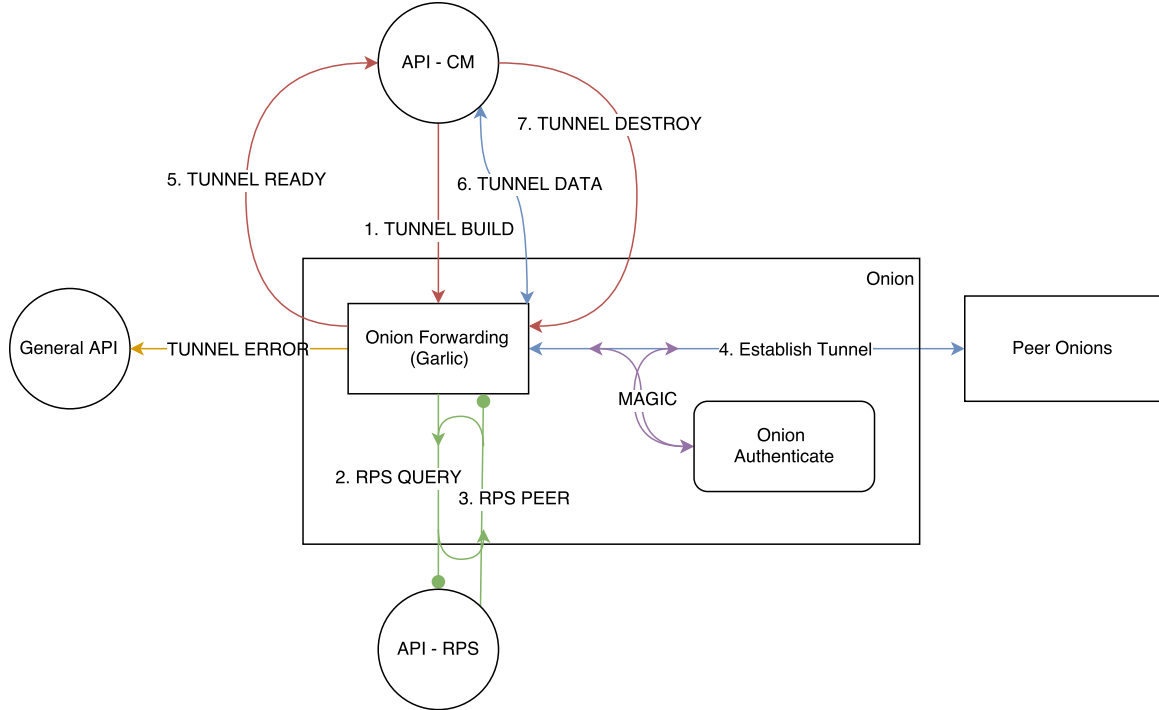 API - CM
7. TUNNEL DESTROY
5. TUNNEL READY
6. TUNNEL DATA
1. TUNNEL BUILD
Onion
Onion Forwarding
(Garlic)
General API
TUNNEL ERROR
4. Establish Tunnel
Peer Onions
MAGIC
Onion
Authenticate
2. RPS QUERY
3. RPS PEER
API - RPS